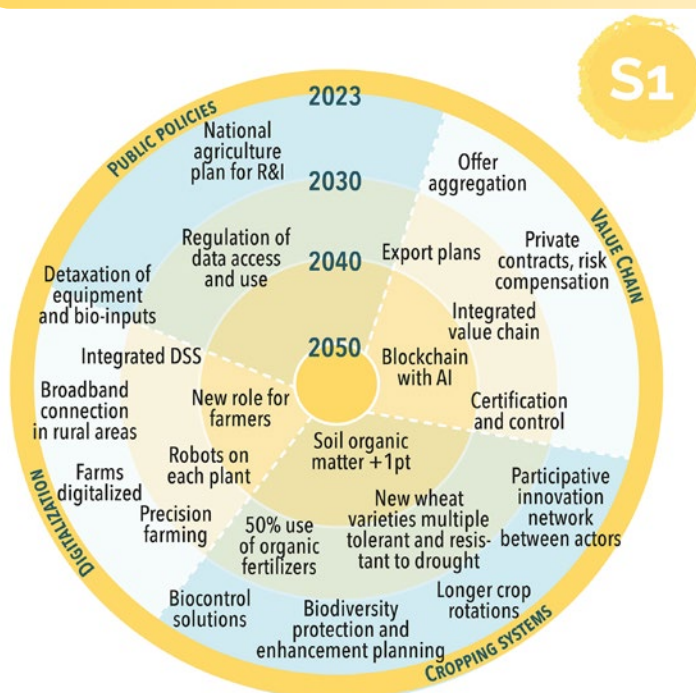 S1
PUBLIC POLICIES
2023
National
agriculture
plan for R&I
2030
Regulation of
data access
and use
2040
Detaxation of
equipment
and bio-inputs
2050
VALUE CHAIN
Offer
aggregation
Export plans
Private
contracts, risk
compensation
Integrated
value chain
Blockchain
with AI
Certification
and control
DIGITALIZATION
Integrated DSS
Broadband
connection
in rural areas
New role for
farmers
Robots on
each plant
Farms
digitalized
Precision
farming
CROPPING SYSTEMS
Soil organic
matter +1pt
New wheat
varieties multiple
tolerant and resis-
tant to drought
50% use
of organic
fertilizers
Participative
innovation
network
between actors
Longer crop
rotations
Biocontrol
solutions
Biodiversity
protection and
enhancement planning